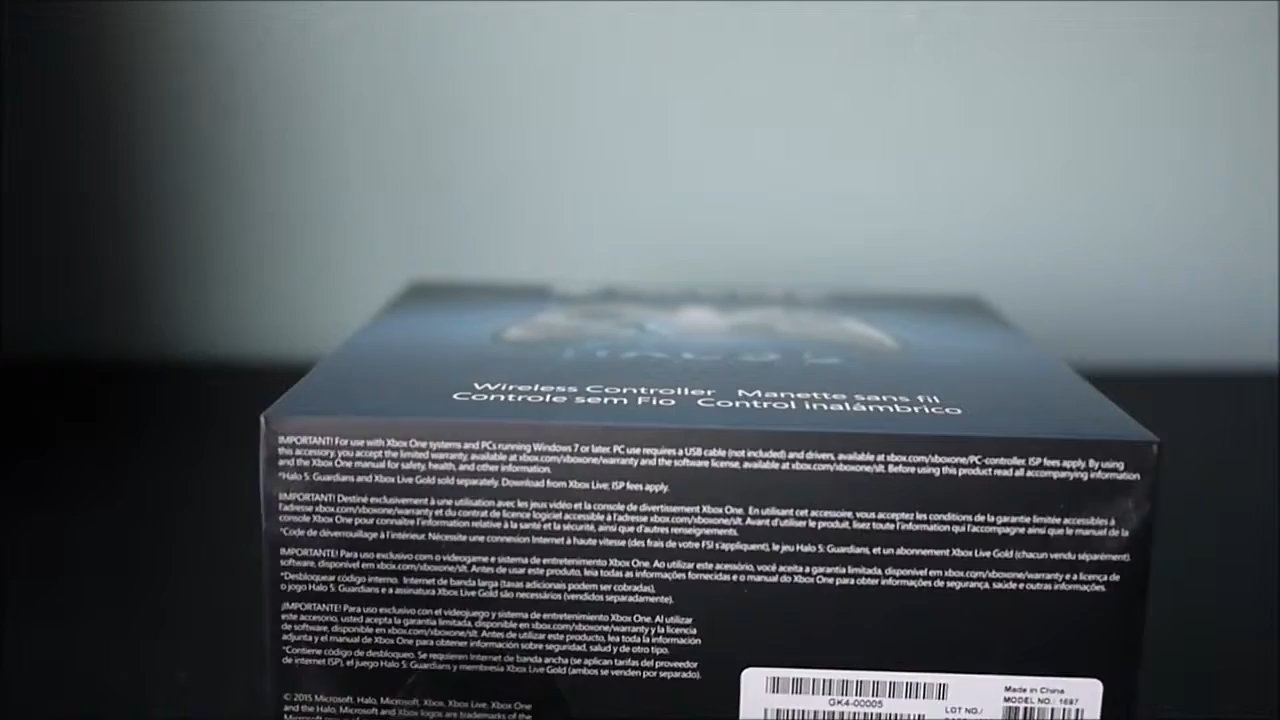 HALO 5
Wireless Controller Manette sans fil
Controle sem Fio Control inalámbrico
IMPORTANT! For use with Xbox One systems and PCs running Windows 7 or later. PC use requires a USB cable (not included) and drivers, available at xbox.com/xboxone/PC-controller. ISP fees apply. By using
this accessory, you accept the limited warranty, available at xbox.com/xboxone/warranty and the software license, available at xbox.com/xboxone/slt. Before using this product read all accompanying information
and the Xbox One manual for safety, health, and other information.
*Halo 5: Guardians and Xbox Live Gold sold separately. Download from Xbox Live; ISP fees apply.
IMPORTANT! Destiné exclusivement à une utilisation avec les jeux vidéo et la console de divertissement Xbox One. En utilisant cet accessoire, vous acceptez les conditions de la garantie limitée accessibles à
l'adresse xbox.com/xboxone/warranty et du contrat de licence logiciel accessible à l'adresse xbox.com/xboxone/slt. Avant d'utiliser le produit, lisez toute l'information qui l'accompagne ainsi que le manuel de la
console Xbox One pour connaître l'information relative à la santé et la sécurité, ainsi que d'autres renseignements.
*Code de déverrouillage à l'intérieur. Nécessite une connexion Internet à haute vitesse (des frais de votre FSI s'appliquent), le jeu Halo 5: Guardians, et un abonnement Xbox Live Gold (chacun vendu séparément).
IMPORTANTE! Para uso exclusivo com o videogame e sistema de entretenimento Xbox One. Ao utilizar este acessório, você aceita a garantia limitada, disponível em xbox.com/xboxone/warranty e a licença de
software, disponível em xbox.com/xboxone/slt. Antes de usar este produto, leia todas as informações fornecidas e o manual do Xbox One para obter informações de segurança, saúde e outras informações.
*Desbloquear código interno. Internet de banda larga (taxas adicionais podem ser cobradas),
o jogo Halo 5: Guardians e a assinatura Xbox Live Gold são necessários (vendidos separadamente).
¡IMPORTANTE! Para uso exclusivo con el videojuego y sistema de entretenimiento Xbox One. Al utilizar
este accesorio, usted acepta la garantía limitada, disponible en xbox.com/xboxone/warranty y la licencia
de software, disponible en xbox.com/xboxone/slt. Antes de utilizar este producto, lea toda la información
adjunta y el manual de Xbox One para obtener información sobre seguridad, salud y de otro tipo.
*Contiene código de desbloqueo. Se requieren Internet de banda ancha (se aplican tarifas del proveedor
de internet ISP), el juego Halo 5: Guardians y membresía Xbox Live Gold (ambos se venden por separado).
© 2015 Microsoft. Halo, Microsoft, Xbox, Xbox Live, Xbox One
and the Halo, Microsoft and Xbox logos are trademarks of the
GK4-00005
Made in China
MODEL NO.: 1697
LOT NO./